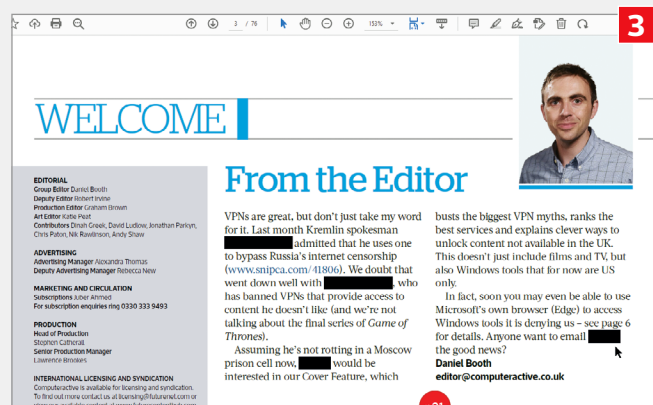 3 / 76
153%
3
WELCOME
EDITORIAL
Group Editor Daniel Booth
Deputy Editor Robert Irvine
Production Editor Graham Brown
Art Editor Katie Peat
Contributors Dinah Greek, David Ludlow, Jonathan Parkyn,
Chris Paton, Nik Rawlinson, Andy Shaw
ADVERTISING
Advertising Manager Alexandra Thomas
Deputy Advertising Manager Rebecca New
MARKETING AND CIRCULATION
Subscriptions Juber Ahmed
For subscription enquiries ring 0330 333 9493
PRODUCTION
Head of Production
Stephen Catherall
Senior Production Manager
Lawrence Brookes
INTERNATIONAL LICENSING AND SYNDICATION
Computeractive is available for licensing and syndication.
To find out more contact us at licensing@futurenet.com or
From the Editor
VPNs are great, but don't just take my word
for it. Last month Kremlin spokesman
admitted that he uses one
to bypass Russia's internet censorship
(www.snipca.com/41806). We doubt that
went down well with , who
has banned VPNs that provide access to
content he doesn't like (and we're not
talking about the final series of Game of
Thrones).
Assuming he's not rotting in a Moscow
prison cell now, would be
interested in our Cover Feature, which
busts the biggest VPN myths, ranks the
best services and explains clever ways to
unlock content not available in the UK.
This doesn't just include films and TV, but
also Windows tools that for now are US
only.
In fact, soon you may even be able to use
Microsoft's own browser (Edge) to access
Windows tools it is denying us – see page 6
for details. Anyone want to email
the good news?
Daniel Booth
editor@computeractive.co.uk